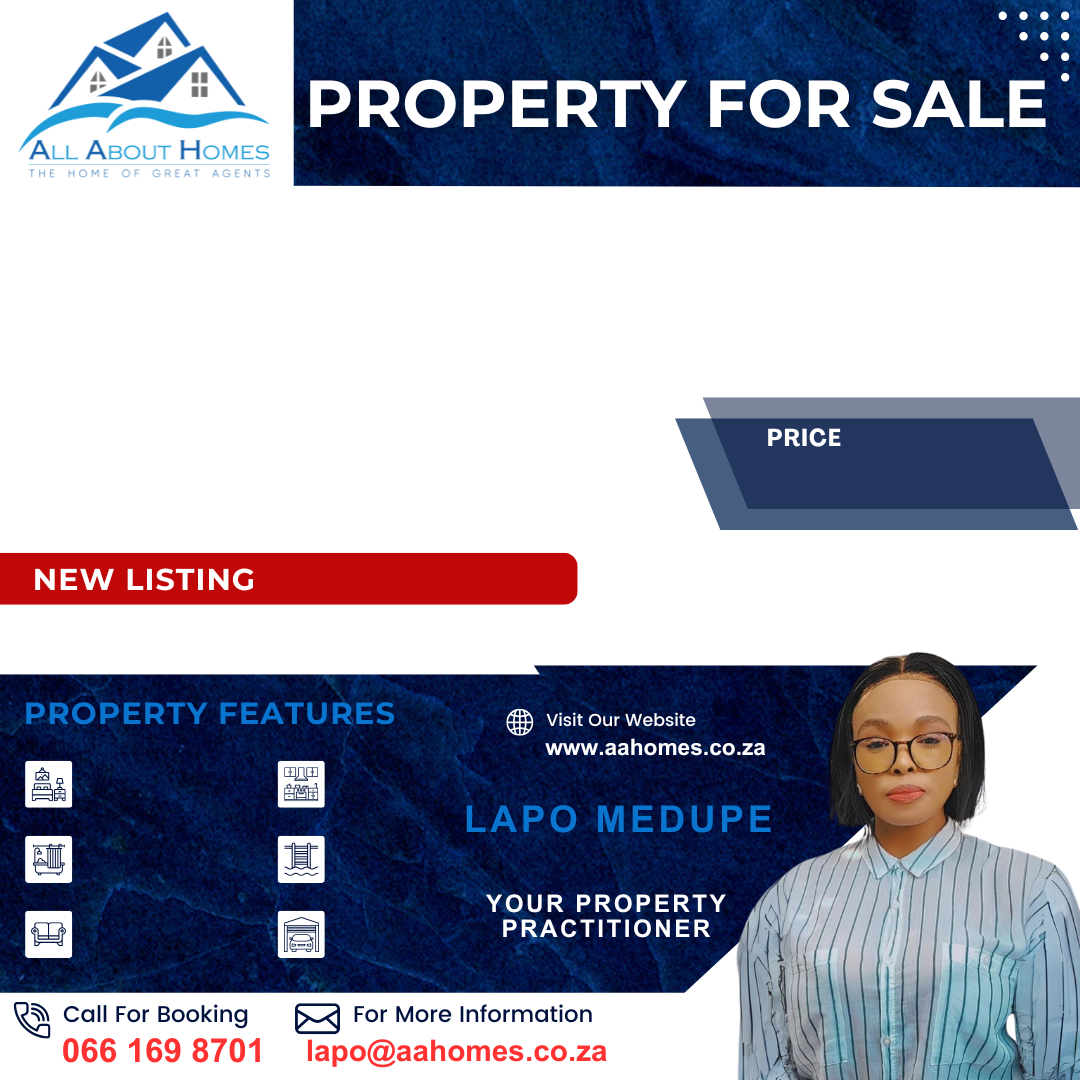 ALL ABOUT HOMES
THE HOME OF GREAT AGENTS
PROPERTY FOR SALE
PRICE
NEW LISTING
PROPERTY FEATURES
Visit Our Website
www.aahomes.co.za
LAPO MEDUPE
YOUR PROPERTY
PRACTITIONER
Call For Booking
066 169 8701
For More Information
lapo@aahomes.co.za